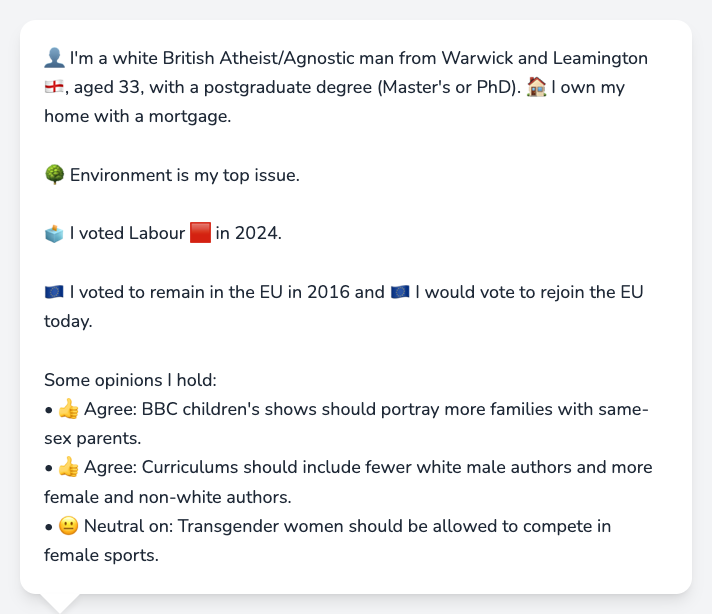 👤 I'm a white British Atheist/Agnostic man from Warwick and Leamington
🏴󠁧󠁢󠁥󠁮󠁧󠁿, aged 33, with a postgraduate degree (Master's or PhD). 🏠 I own my
home with a mortgage.
🌳 Environment is my top issue.
🗳️ I voted Labour 🟥 in 2024.
🇪🇺 I voted to remain in the EU in 2016 and 🇪🇺 I would vote to rejoin the EU
today.
Some opinions I hold:
• 👍 Agree: BBC children's shows should portray more families with same-
sex parents.
• 👍 Agree: Curriculums should include fewer white male authors and more
female and non-white authors.
• 😐 Neutral on: Transgender women should be allowed to compete in
female sports.